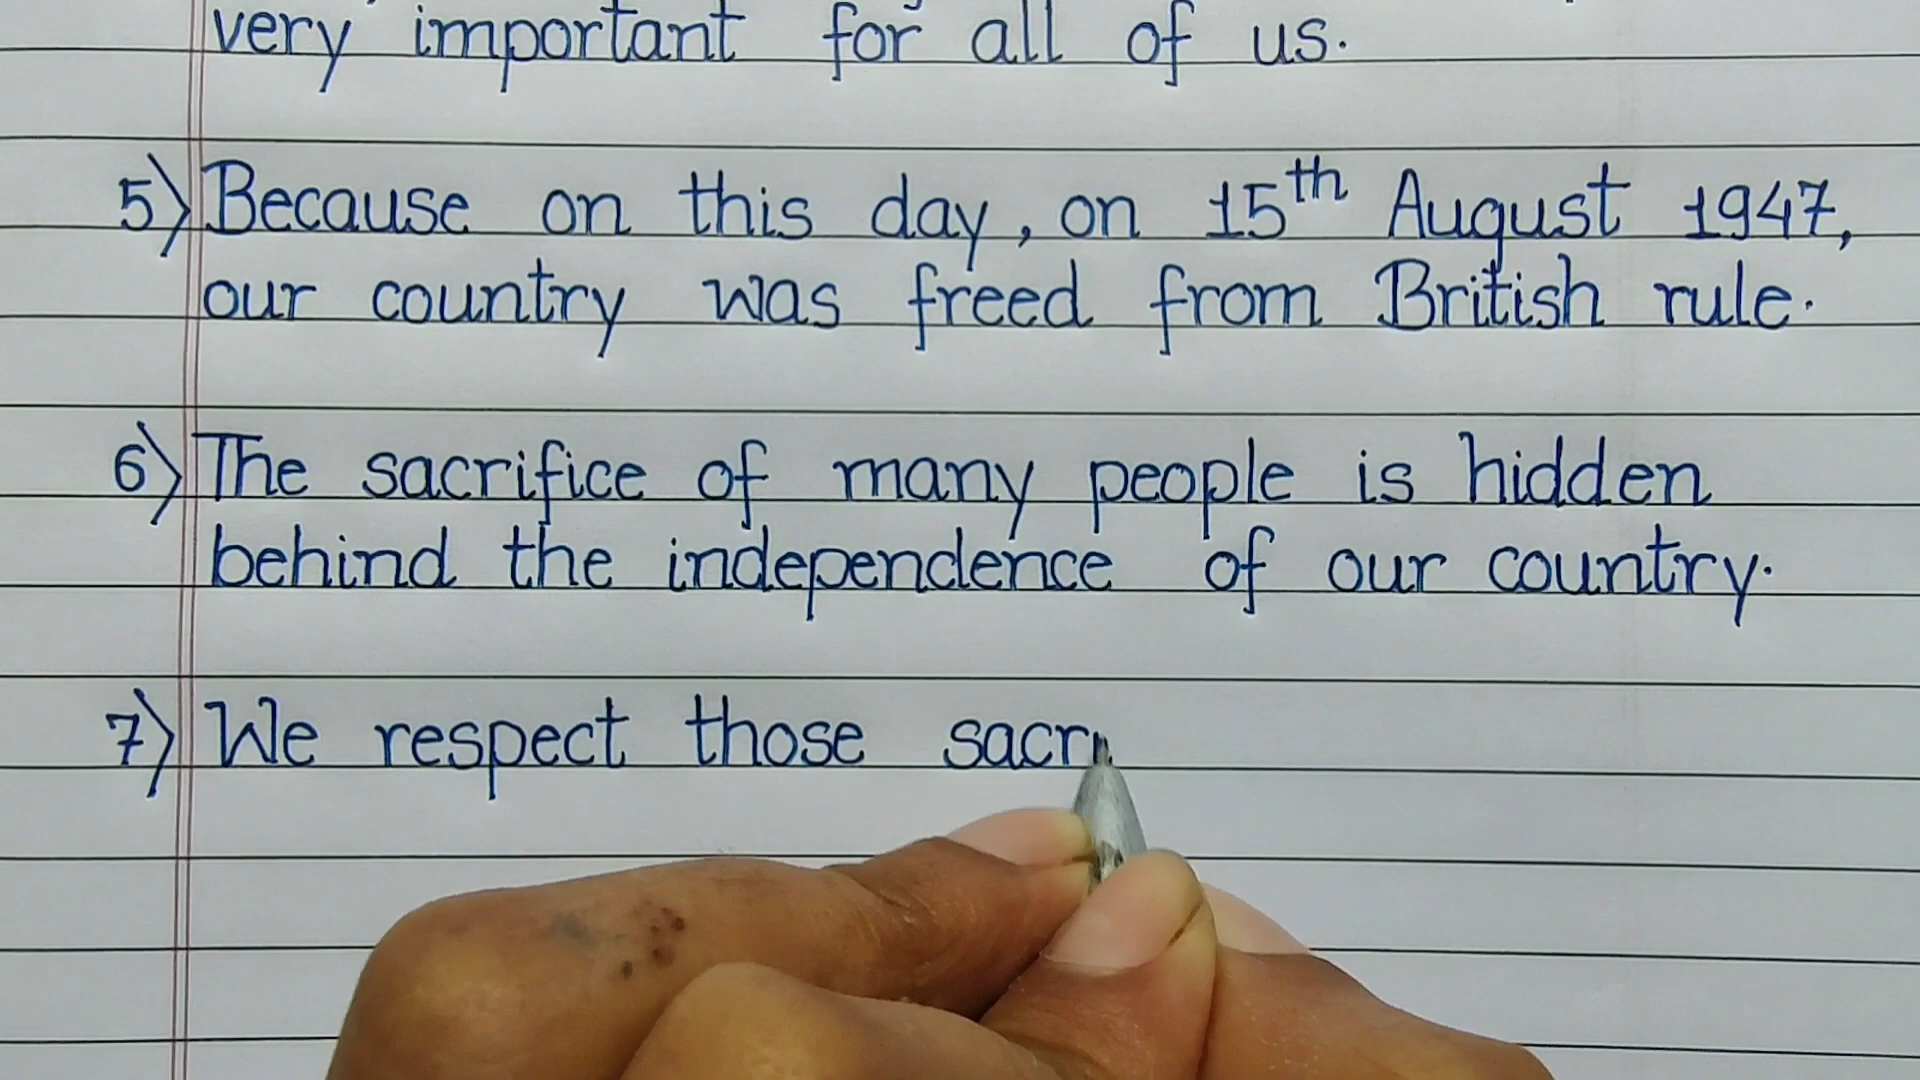 very important for all of us.
5) Because on this day, on 15th August 1947,
our country was freed from British rule.
6) The sacrifice of many people is hidden
behind the independence of our country.
7) We respect those